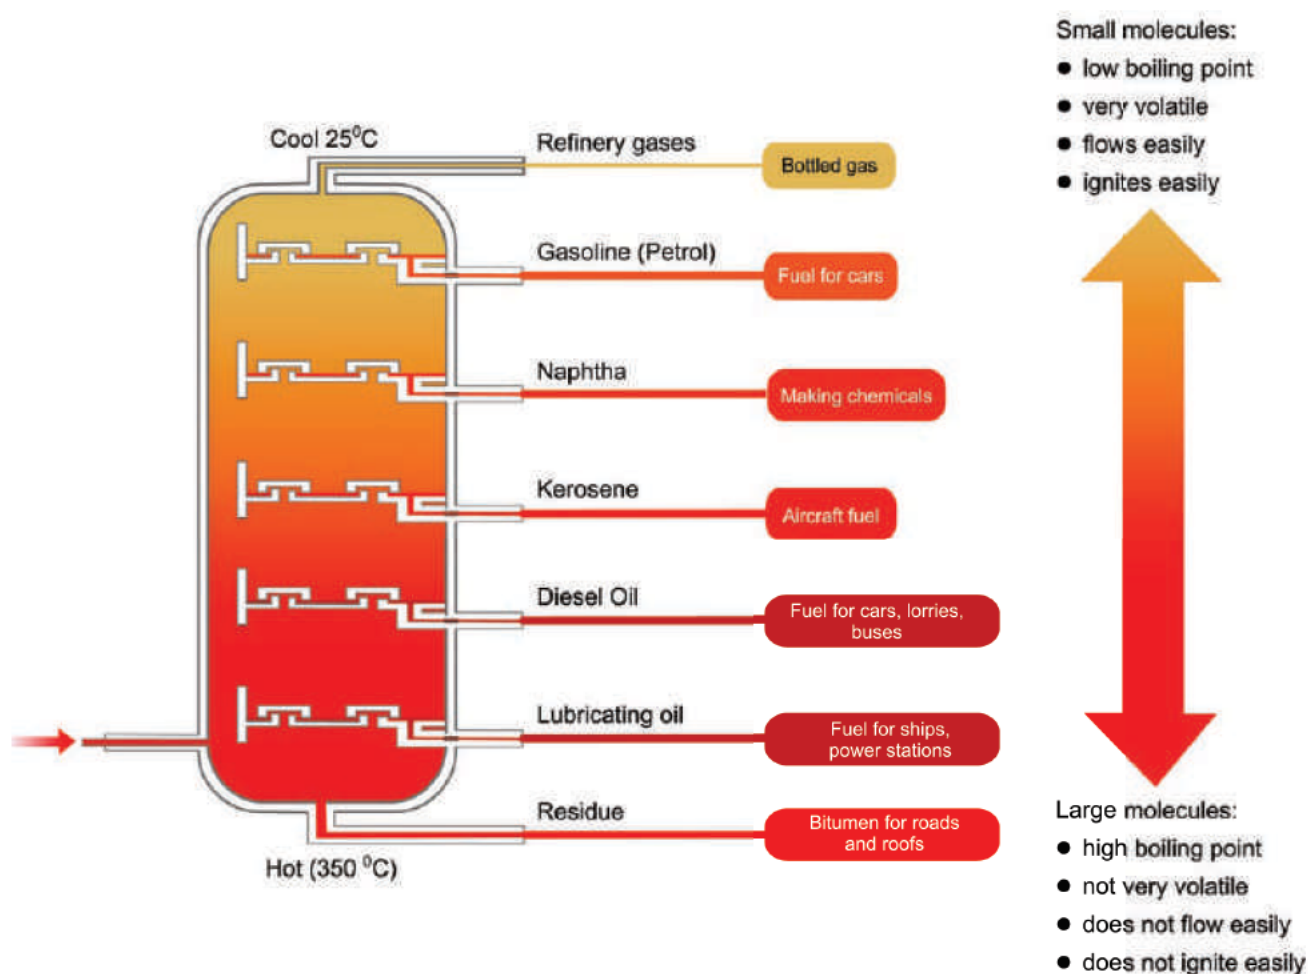 Small molecules:
● low boiling point
● very volatile
● flows easily
● ignites easily
Cool 25⁰C
Refinery gases
Bottled gas
Gasoline (Petrol)
Fuel for cars
Naphtha
Making chemicals
Kerosene
Aircraft fuel
Diesel Oil
Fuel for cars, lorries,
buses
Lubricating oil
Fuel for ships,
power stations
Residue
Bitumen for roads
and roofs
Hot (350 ⁰C)
Large molecules:
● high boiling point
● not very volatile
● does not flow easily
● does not ignite easily